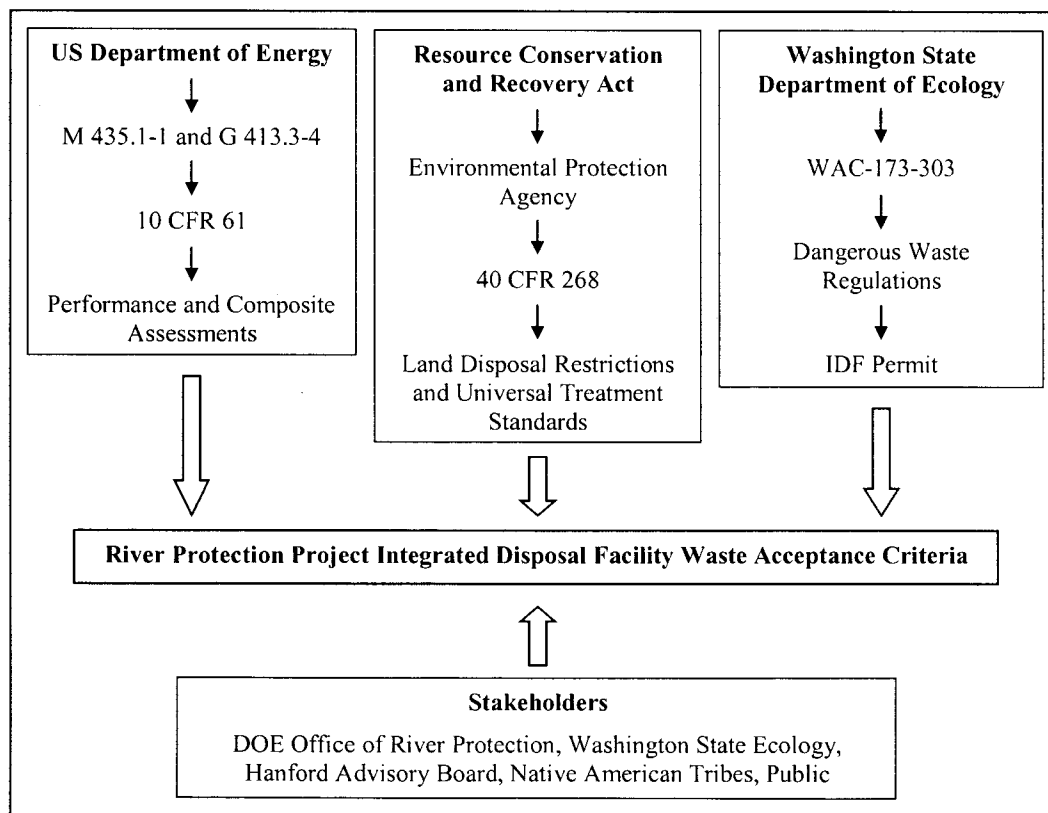 US Department of Energy
M 435.1-1 and G 413.3-4
10 CFR 61
Performance and Composite
Assessments
Resource Conservation
and Recovery Act
Environmental Protection
Agency
40 CFR 268
Land Disposal Restrictions
and Universal Treatment
Standards
Washington State
Department of Ecology
WAC-173-303
Dangerous Waste
Regulations
IDF Permit
River Protection Project Integrated Disposal Facility Waste Acceptance Criteria
Stakeholders
DOE Office of River Protection, Washington State Ecology,
Hanford Advisory Board, Native American Tribes, Public